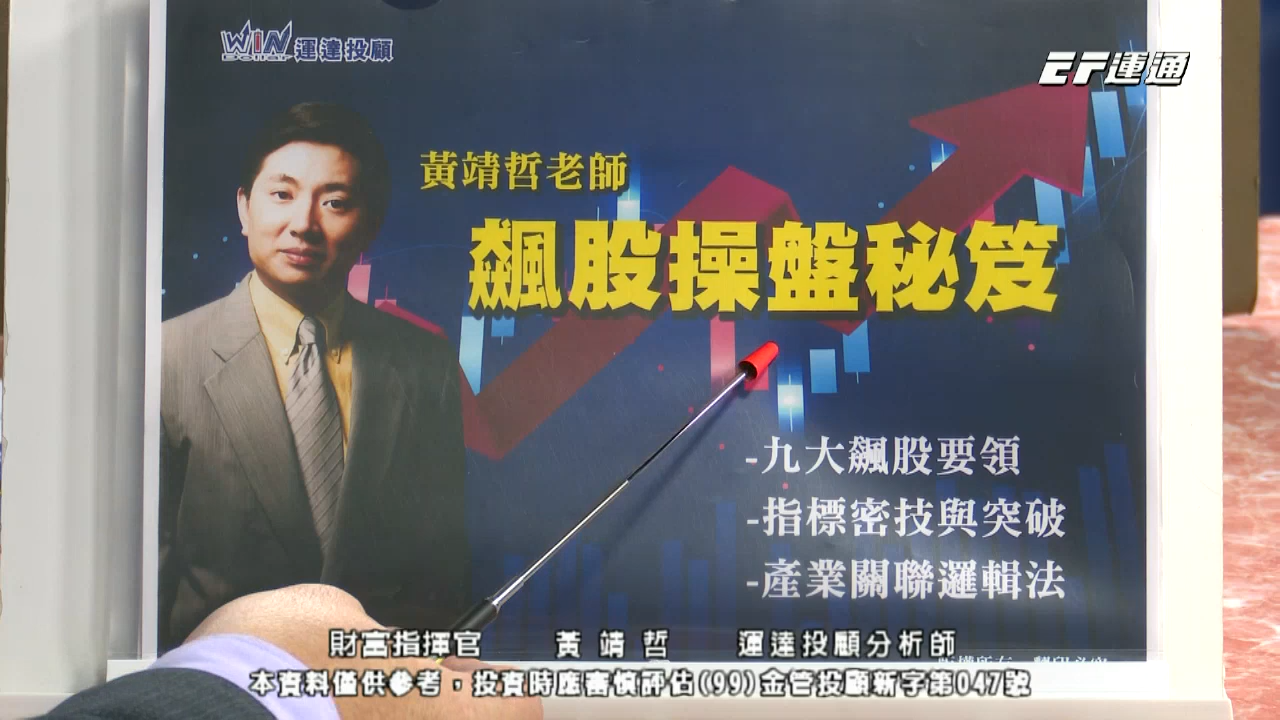 WIN
Dollar
運達投顧
EF運通
黃靖哲老師
飆股操盤秘笈
-九大飆股要領
-指標密技與突破
-產業關聯邏輯法
財富指揮官 黃靖哲 運達投顧分析師
本資料僅供參考，投資時應審慎評估(99)金管投顧新字第047號